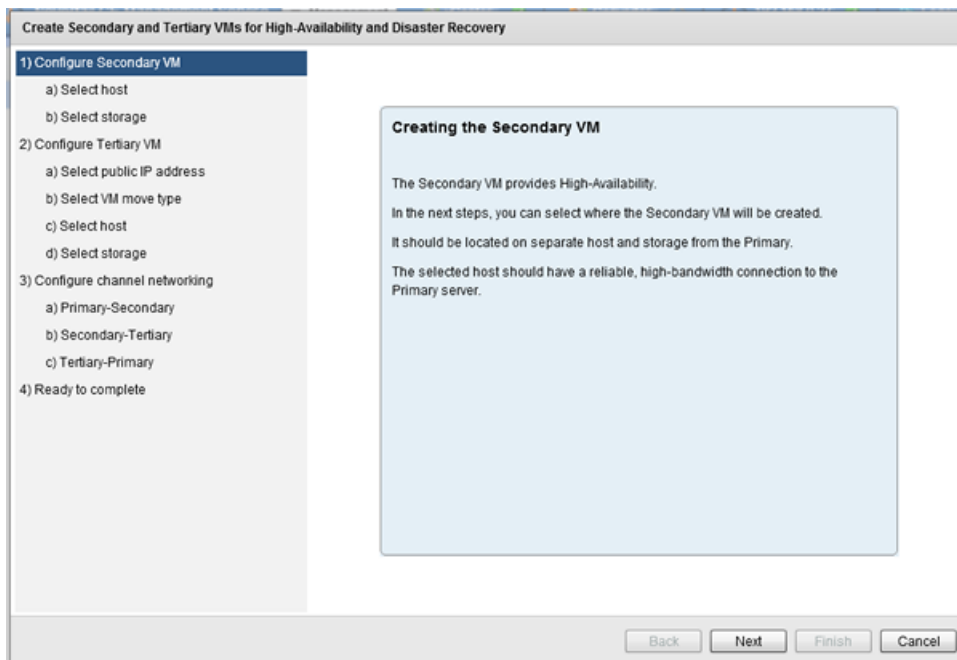 Create Secondary and Tertiary VMs for High-Availability and Disaster Recovery
1) Configure Secondary VM
a) Select host
b) Select storage
2) Configure Tertiary VM
a) Select public IP address
b) Select VM move type
c) Select host
d) Select storage
3) Configure channel networking
a) Primary-Secondary
b) Secondary-Tertiary
c) Tertiary-Primary
4) Ready to complete
Creating the Secondary VM
The Secondary VM provides High-Availability.
In the next steps, you can select where the Secondary VM will be created.
It should be located on separate host and storage from the Primary.
The selected host should have a reliable, high-bandwidth connection to the
Primary server.
Back Next Finish Cancel